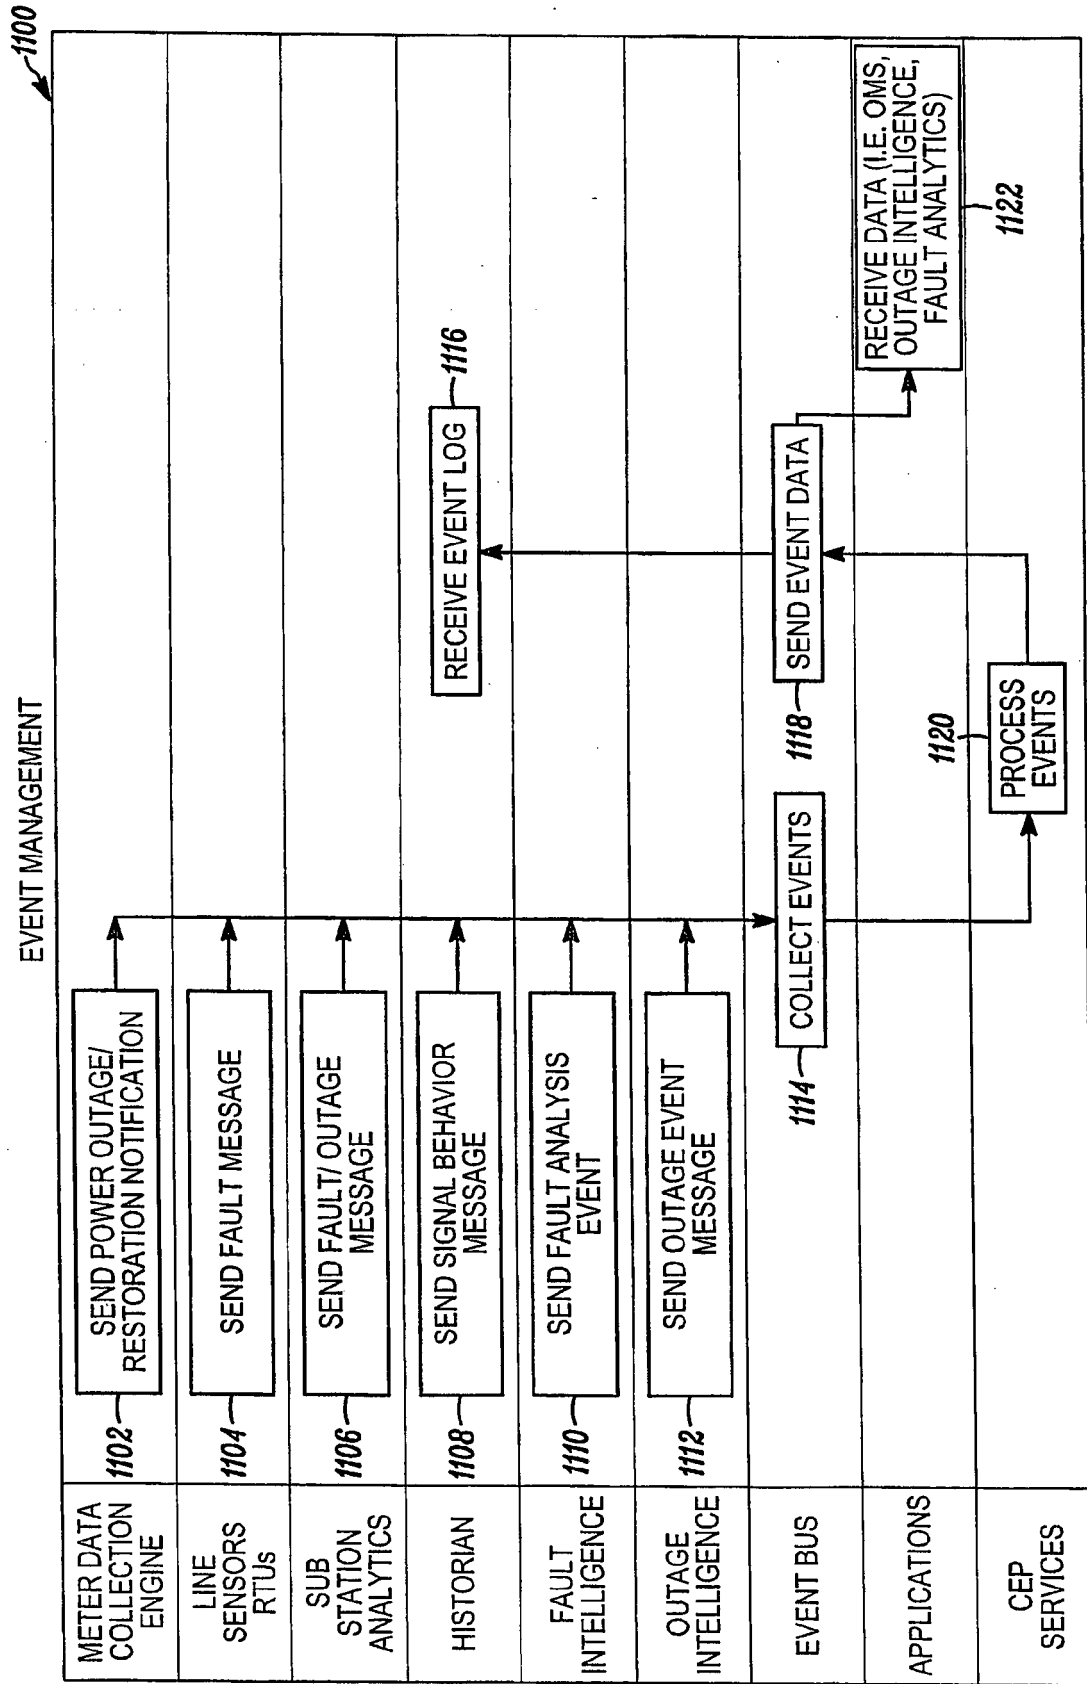 1100
EVENT MANAGEMENT
METER DATA
COLLECTION
ENGINE
1102
SEND POWER OUTAGE/
RESTORATION NOTIFICATION
LINE
SENSORS
RTUs
1104
SEND FAULT MESSAGE
SUB
STATION
ANALYTICS
1106
SEND FAULT/ OUTAGE
MESSAGE
HISTORIAN
1108
SEND SIGNAL BEHAVIOR
MESSAGE
RECEIVE EVENT LOG
1116
FAULT
INTELLIGENCE
1110
SEND FAULT ANALYSIS
EVENT
OUTAGE
INTELLIGENCE
1112
SEND OUTAGE EVENT
MESSAGE
EVENT BUS
1114
COLLECT EVENTS
1118
SEND EVENT DATA
APPLICATIONS
RECEIVE DATA (I.E. OMS,
OUTAGE INTELLIGENCE,
FAULT ANALYTICS)
1122
CEP
SERVICES
1120
PROCESS
EVENTS